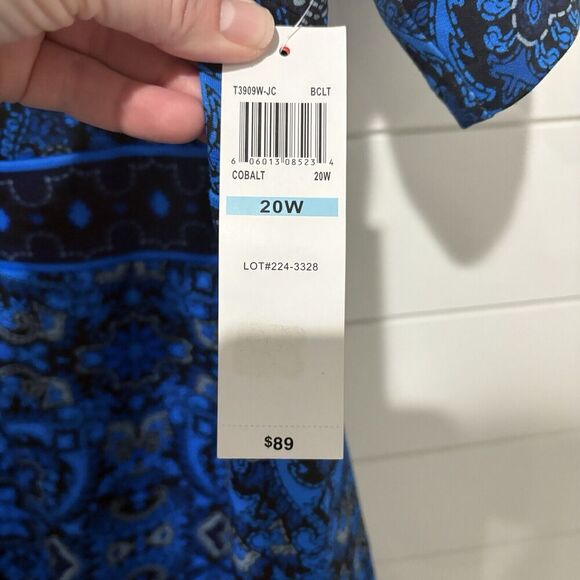 T3909W-JC BCLT
6 06013 08523 4
COBALT 20W
20W
LOT#224-3328
$89